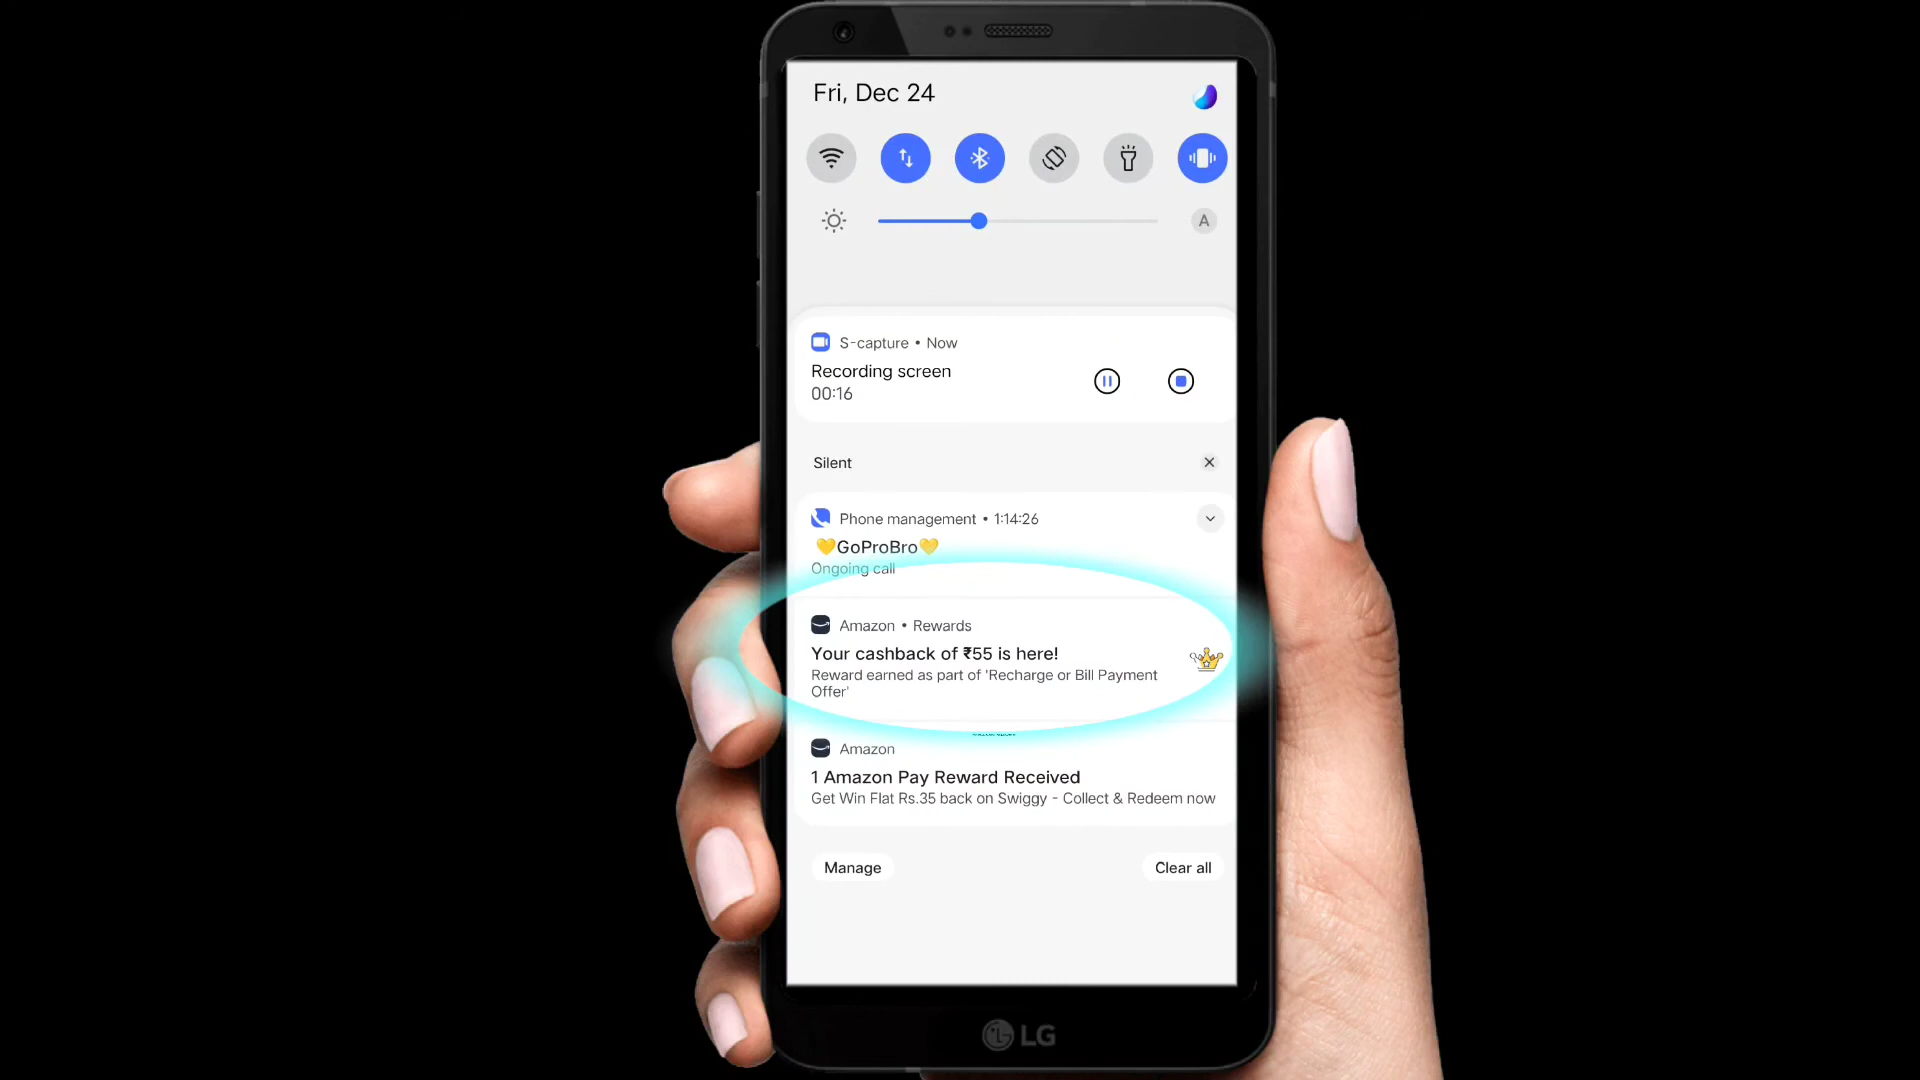 Fri, Dec 24
A
S-capture • Now
Recording screen
00:16
Silent
Phone management • 1:14:26
💛GoProBro💛
Ongoing call
Amazon • Rewards
Your cashback of ₹55 is here!
Reward earned as part of 'Recharge or Bill Payment
Offer'
Amazon
1 Amazon Pay Reward Received
Get Win Flat Rs.35 back on Swiggy - Collect & Redeem now
Manage
Clear all
LG